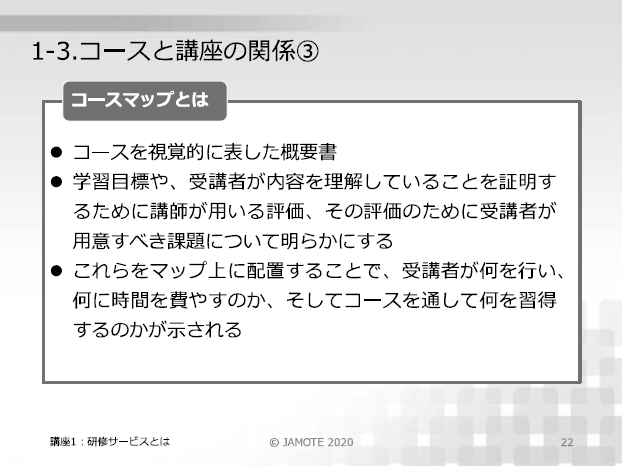 1-3.コースと講座の関係③
コースマップとは
● コースを視覚的に表した概要書
● 学習目標や、受講者が内容を理解していることを証明す
るために講師が用いる評価、その評価のために受講者が
用意すべき課題について明らかにする
● これらをマップ上に配置することで、受講者が何を行い、
何に時間を費やすのか、そしてコースを通して何を習得
するのかが示される
講座1：研修サービスとは
© JAMOTE 2020
22